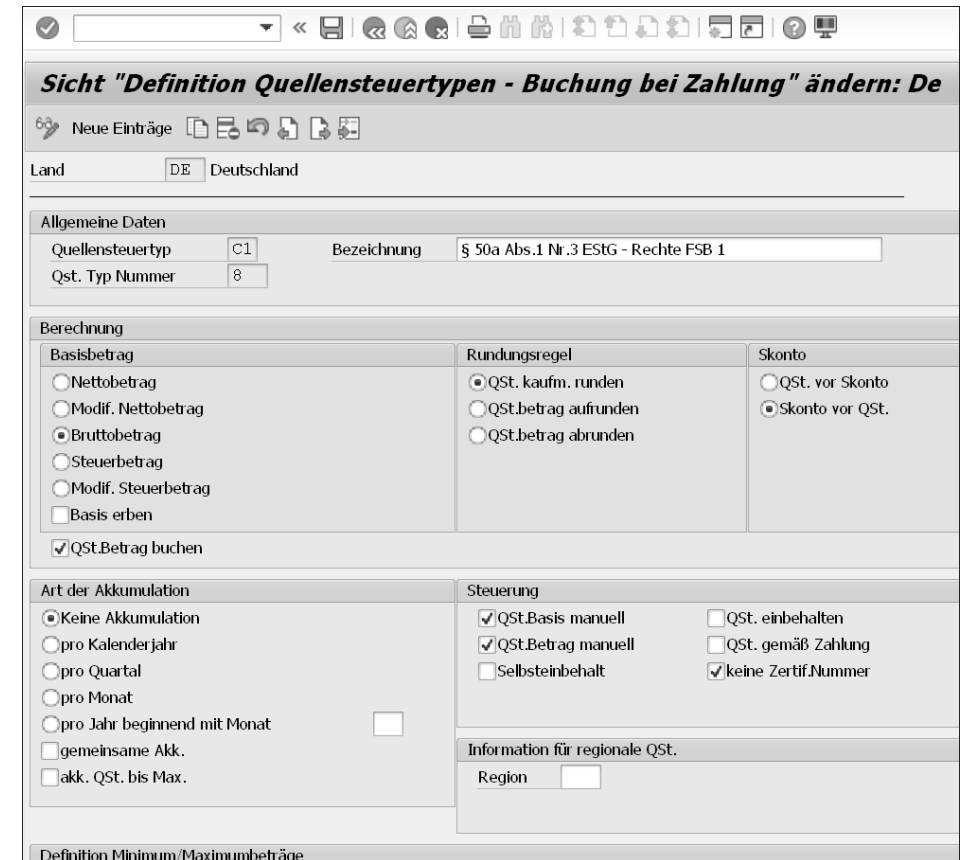 Sicht "Definition Quellensteuertypen - Buchung bei Zahlung" ändern: De
Neue Einträge
Land DE Deutschland
Allgemeine Daten
Quellensteuertyp C1 Bezeichnung § 50a Abs.1 Nr.3 EStG - Rechte FSB 1
Qst. Typ Nummer 8
Berechnung
Basisbetrag Rundungsregel Skonto
Nettobetrag QSt. kaufm. runden QSt. vor Skonto
Modif. Nettobetrag QSt.betrag aufrunden Skonto vor QSt.
Bruttobetrag QSt.betrag abrunden
Steuerbetrag
Modif. Steuerbetrag
Basis erben
QSt.Betrag buchen
Art der Akkumulation Steuerung
Keine Akkumulation QSt.Basis manuell QSt. einbehalten
pro Kalenderjahr QSt.Betrag manuell QSt. gemäß Zahlung
pro Quartal Selbsteinbehalt keine Zertif.Nummer
pro Monat
pro Jahr beginnend mit Monat
gemeinsame Akk. Information für regionale QSt.
akk. QSt. bis Max. Region
Definition Minimum/Maximumbeträge